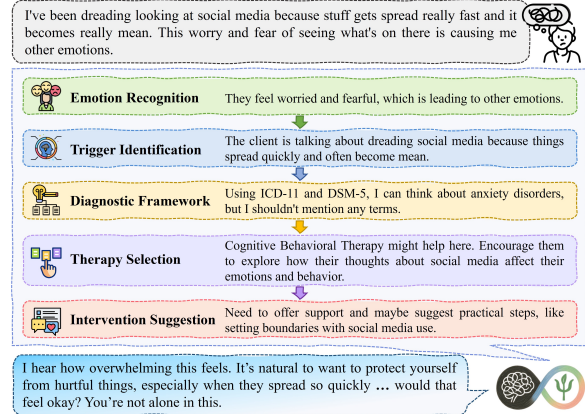 I've been dreading looking at social media because stuff gets spread really fast and it
becomes really mean. This worry and fear of seeing what's on there is causing me
other emotions.
Emotion Recognition
They feel worried and fearful, which is leading to other emotions.
Trigger Identification
The client is talking about dreading social media because things
spread quickly and often become mean.
Diagnostic Framework
Using ICD-11 and DSM-5, I can think about anxiety disorders,
but I shouldn't mention any terms.
Therapy Selection
Cognitive Behavioral Therapy might help here. Encourage them
to explore how their thoughts about social media affect their
emotions and behavior.
Intervention Suggestion
Need to offer support and maybe suggest practical steps, like
setting boundaries with social media use.
I hear how overwhelming this feels. It's natural to want to protect yourself
from hurtful things, especially when they spread so quickly ... would that
feel okay? You're not alone in this.